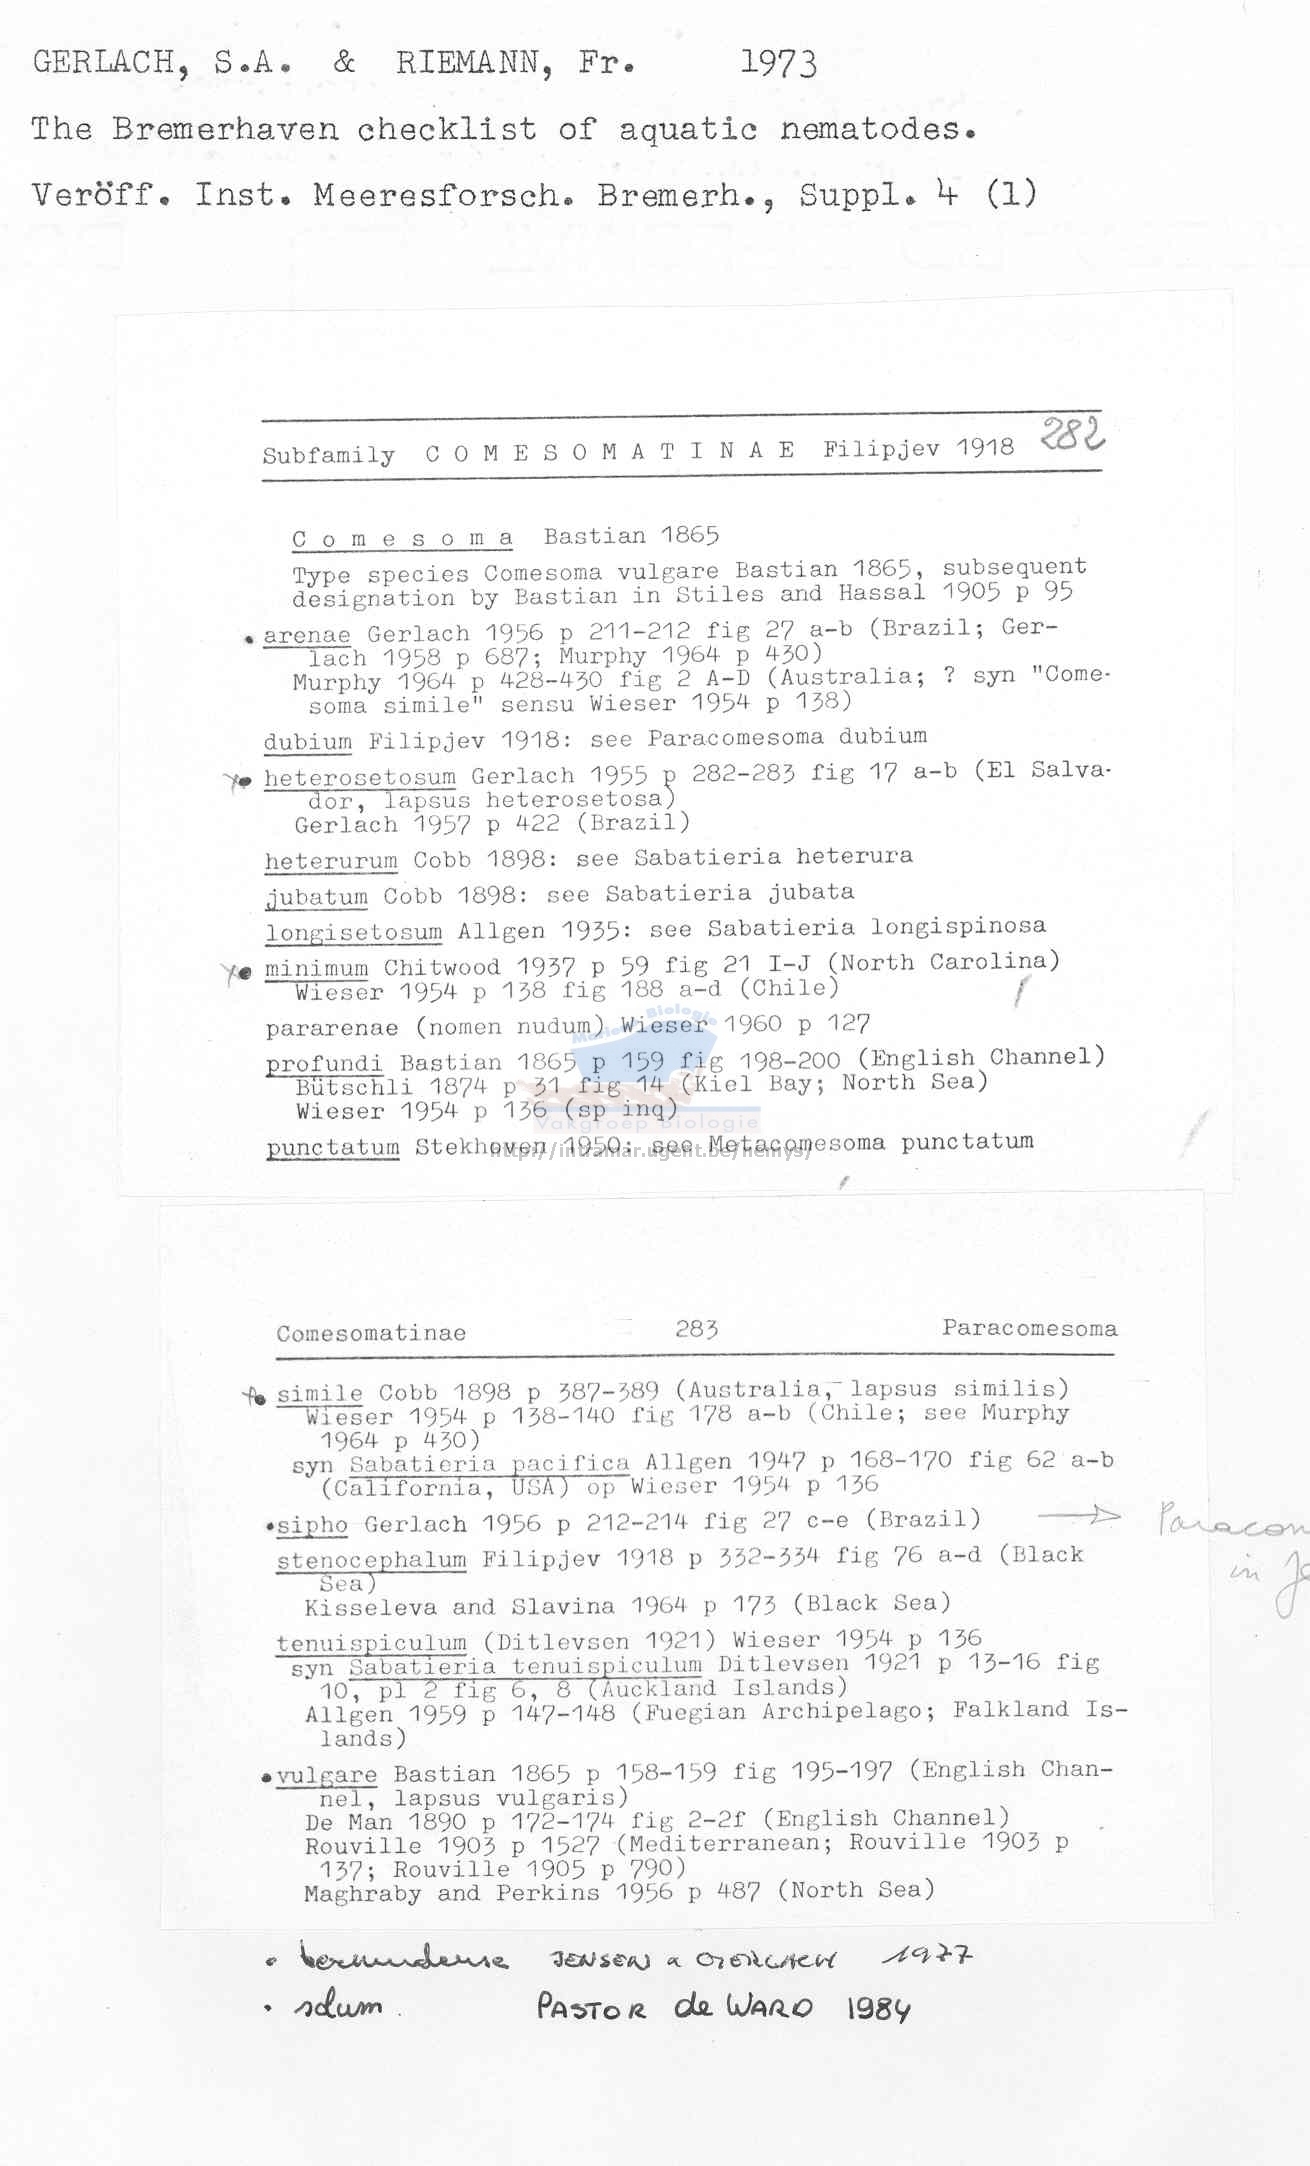 GERLACH, S.A. & RIEMANN, Fr. 1973
The Bremerhaven checklist of aquatic nematodes.
Veröff. Inst. Meeresforsch. Bremerh., Suppl. 4 (1)
Subfamily C O M E S O M A T I N A E Filipjev 1918 282
C o m e s o m a Bastian 1865
Type species Comesoma vulgare Bastian 1865, subsequent
designation by Bastian in Stiles and Hassal 1905 p 95
• arenae Gerlach 1956 p 211-212 fig 27 a-b (Brazil; Ger-
lach 1958 p 687; Murphy 1964 p 430)
Murphy 1964 p 428-430 fig 2 A-D (Australia; ? syn "Come-
soma simile" sensu Wieser 1954 p 138)
dubium Filipjev 1918: see Paracomesoma dubium
heterosetosum Gerlach 1955 p 282-283 fig 17 a-b (El Salva-
dor, lapsus heterosetosa)
Gerlach 1957 p 422 (Brazil)
heterurum Cobb 1898: see Sabatieria heterura
jubatum Cobb 1898: see Sabatieria jubata
longisetosum Allgen 1935: see Sabatieria longispinosa
minimum Chitwood 1937 p 59 fig 21 I-J (North Carolina)
Wieser 1954 p 138 fig 188 a-d (Chile)
pararenae (nomen nudum) Wieser 1960 p 127
profundi Bastian 1865 p 159 fig 198-200 (English Channel)
Bütschli 1874 p 31 fig 14 (Kiel Bay; North Sea)
Wieser 1954 p 136 (sp inq)
punctatum Stekhoven 1950: see Metacomesoma punctatum
Mariene Biologie
Vakgroep Biologie
http://intramar.ugent.be/nemys/
Comesomatinae 283 Paracomesoma
simile Cobb 1898 p 387-389 (Australia, lapsus similis)
Wieser 1954 p 138-140 fig 178 a-b (Chile; see Murphy
1964 p 430)
syn Sabatieria pacifica Allgen 1947 p 168-170 fig 62 a-b
(California, USA) op Wieser 1954 p 136
• sipho Gerlach 1956 p 212-214 fig 27 c-e (Brazil) → Paracom
in Je
stenocephalum Filipjev 1918 p 332-334 fig 76 a-d (Black
Sea)
Kisseleva and Slavina 1964 p 173 (Black Sea)
tenuispiculum (Ditlevsen 1921) Wieser 1954 p 136
syn Sabatieria tenuispiculum Ditlevsen 1921 p 13-16 fig
10, pl 2 fig 6, 8 (Auckland Islands)
Allgen 1959 p 147-148 (Fuegian Archipelago; Falkland Is-
lands)
• vulgare Bastian 1865 p 158-159 fig 195-197 (English Chan-
nel, lapsus vulgaris)
De Man 1890 p 172-174 fig 2-2f (English Channel)
Rouville 1903 p 1527 (Mediterranean; Rouville 1903 p
137; Rouville 1905 p 790)
Maghraby and Perkins 1956 p 487 (North Sea)
• bermudense JENSEN & GERLACH 1977
• PASTOR de WARD 1984